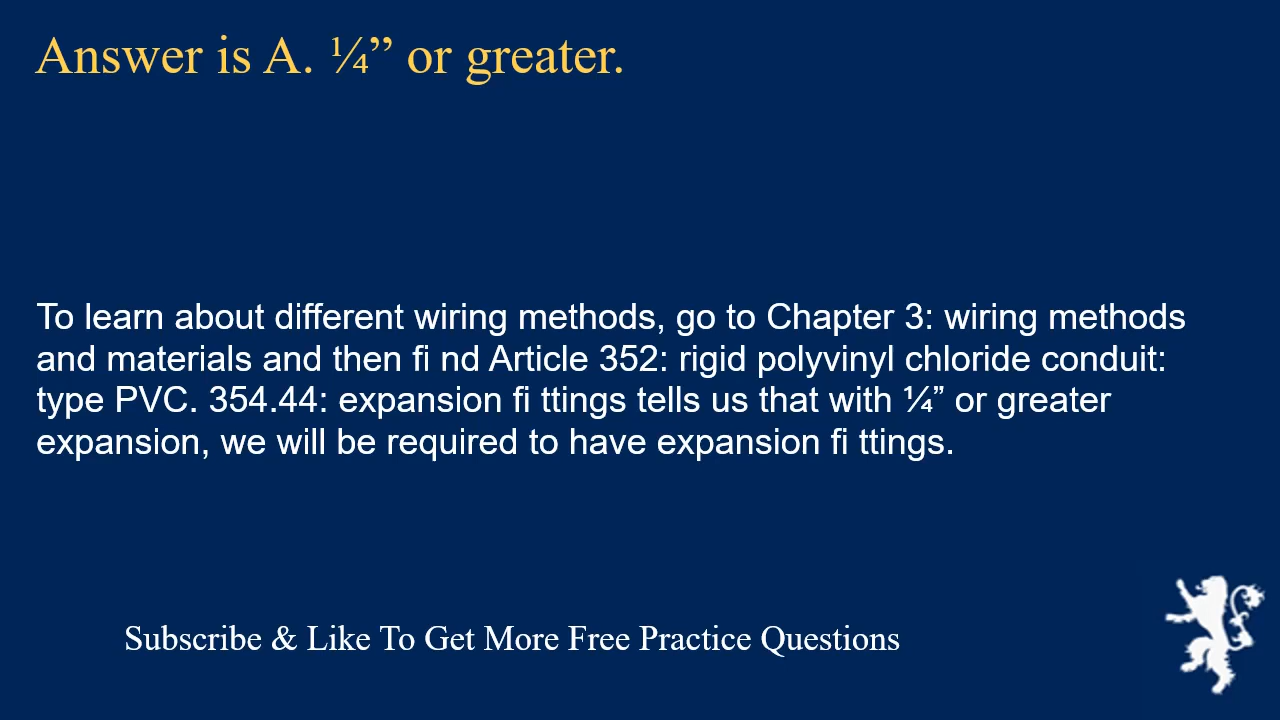 Answer is A. ¼” or greater.
To learn about different wiring methods, go to Chapter 3: wiring methods
and materials and then fi nd Article 352: rigid polyvinyl chloride conduit:
type PVC. 354.44: expansion fi ttings tells us that with ¼” or greater
expansion, we will be required to have expansion fi ttings.
Subscribe & Like To Get More Free Practice Questions